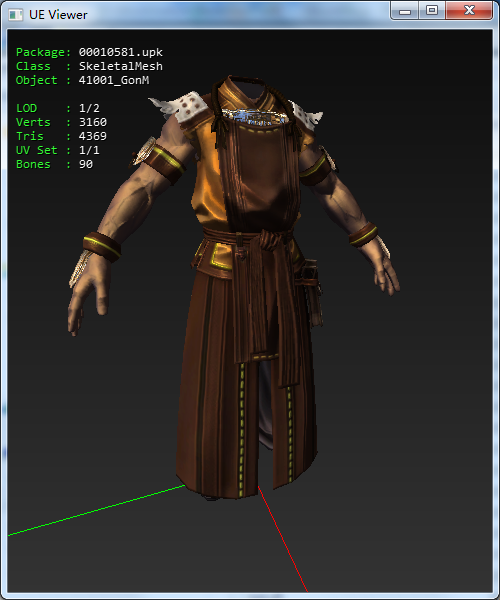 UE Viewer
Package: 00010581.upk
Class : SkeletalMesh
Object : 41001_GonM
LOD : 1/2
Verts : 3160
Tris : 4369
UV Set : 1/1
Bones : 90